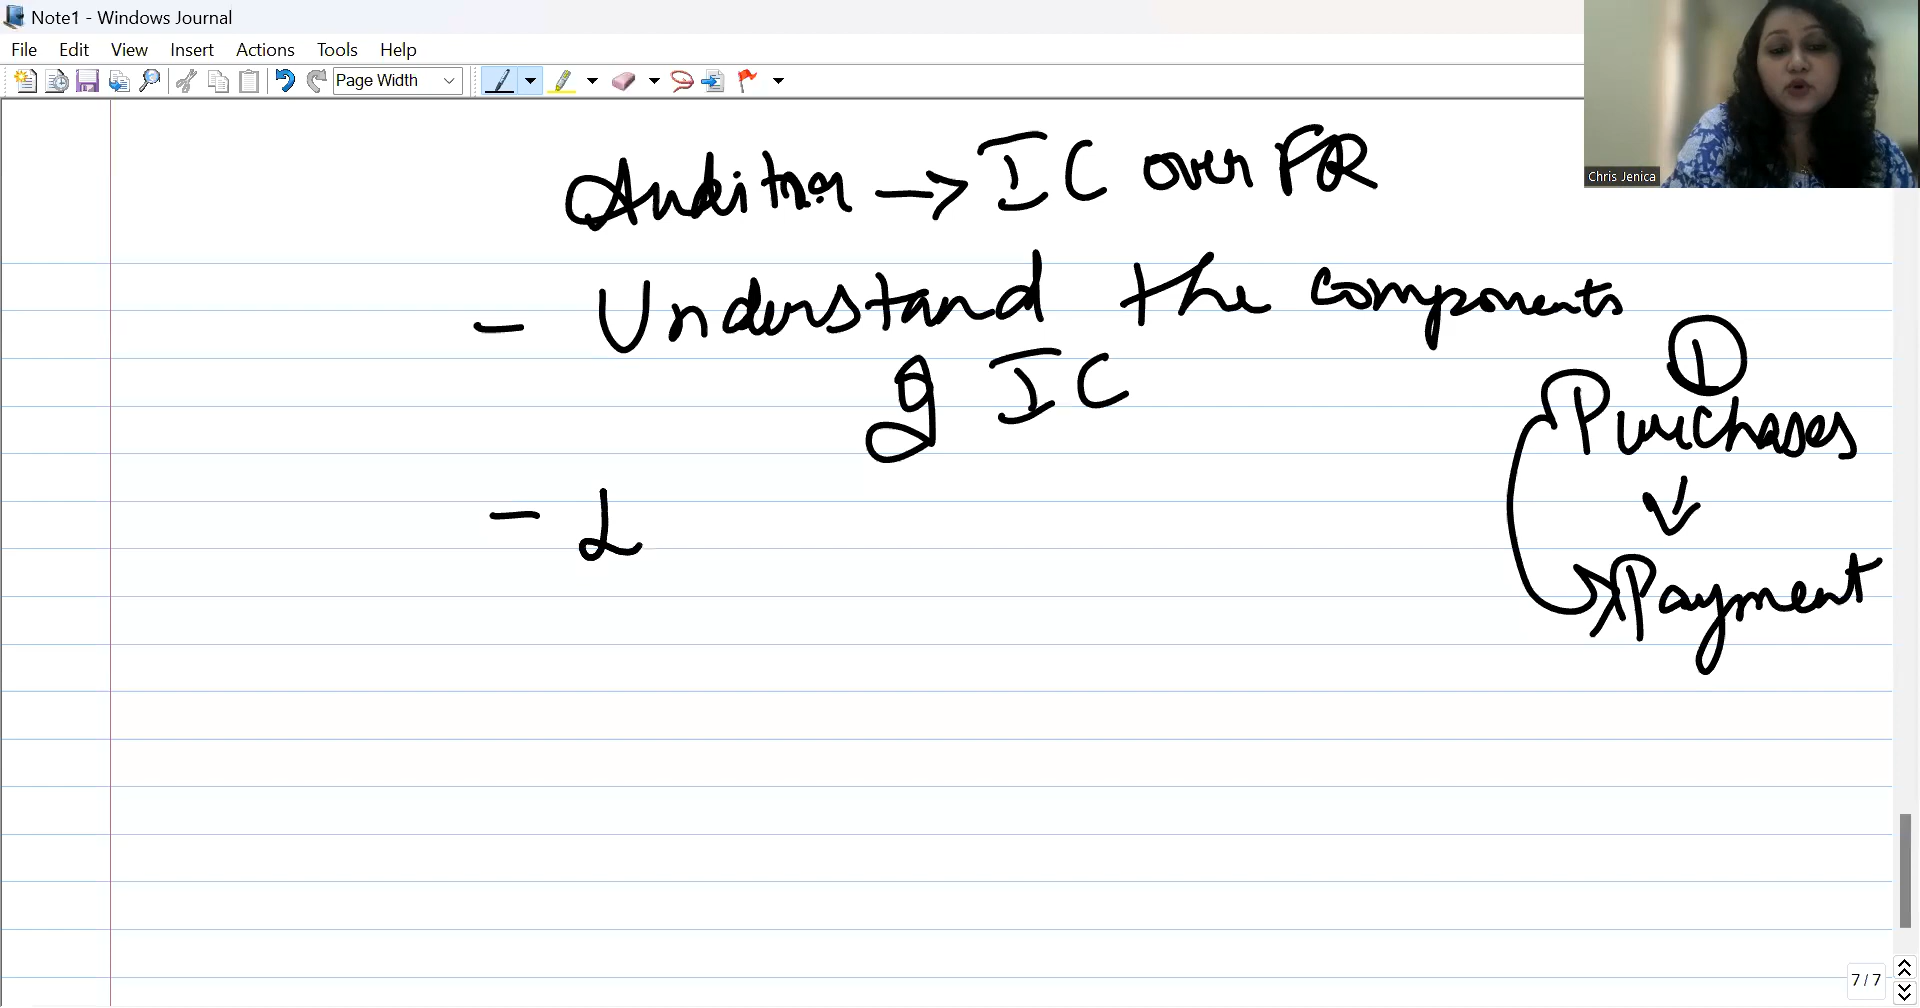 Note1 - Windows Journal
File Edit View Insert Actions Tools Help
Page Width
Chris Jenica
Auditor → IC over FR
- Understand the components
of IC
- L
1
Purchases
↓
Payment
7 / 7